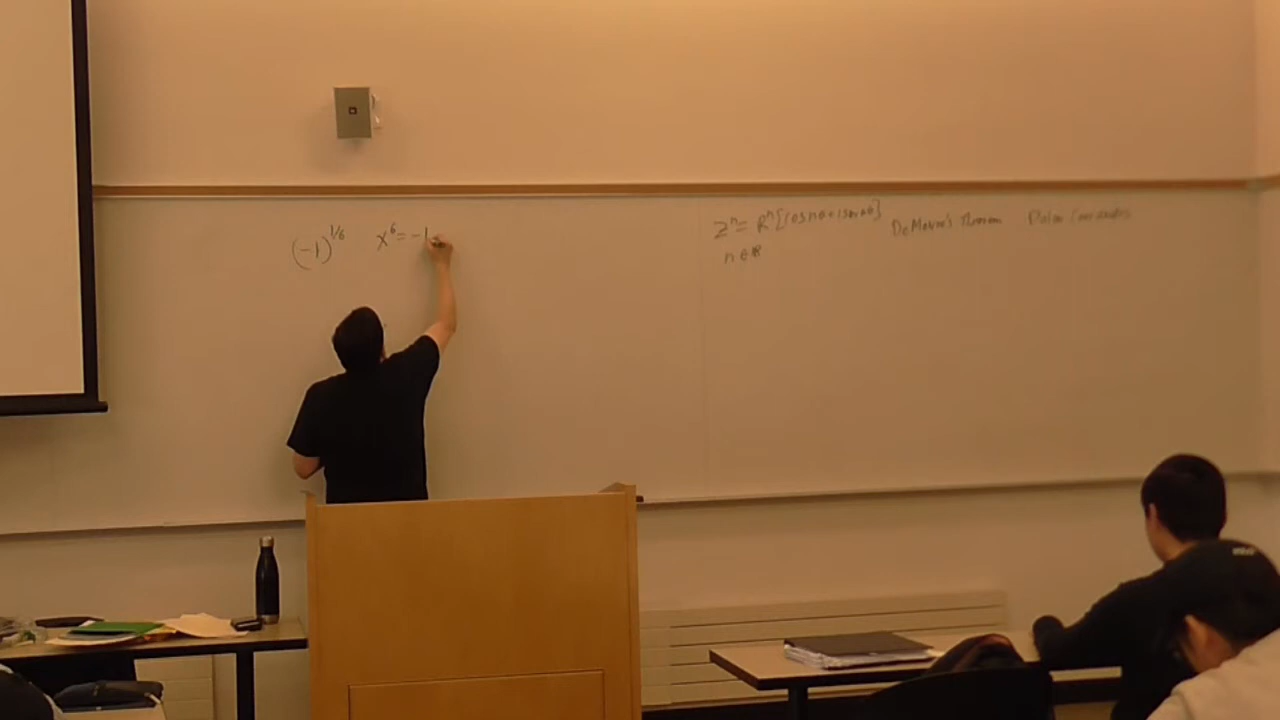 (-1)^{1/6} x^6 = -1
Z^n = R^n [cos nθ + i sin nθ] DeMoivre's Theorem Polar Coordinates
n ∈ ℝ